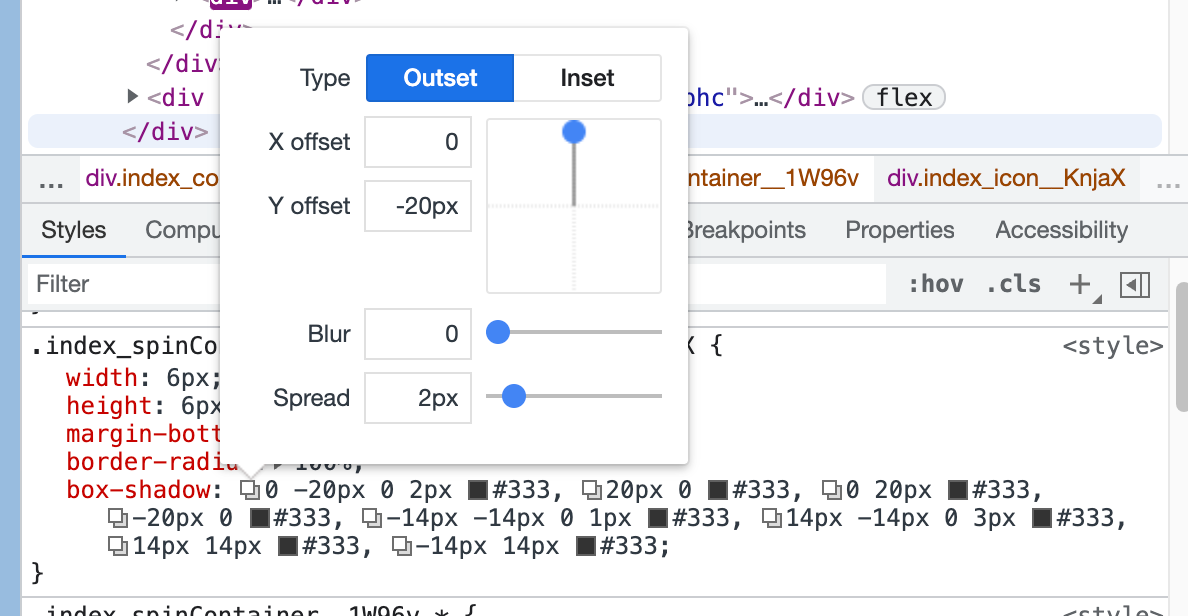 <div>…</div>
</div>
</div
<div phc">…</div> flex
</div>
... div.index_co ntainer__1W96v div.index_icon__KnjaX ...
Styles Compu Breakpoints Properties Accessibility
Filter :hov .cls +
.index_spinCo X { <style>
width: 6px;
height: 6px
margin-bott
border-radiu 100%;
box-shadow: 0 -20px 0 2px #333, 20px 0 #333, 0 20px #333,
-20px 0 #333, -14px -14px 0 1px #333, 14px -14px 0 3px #333,
14px 14px #333, -14px 14px #333;
}
.index_spinContainer__1W96v * { <style>
Type Outset Inset
X offset 0
Y offset -20px
Blur 0
Spread 2px